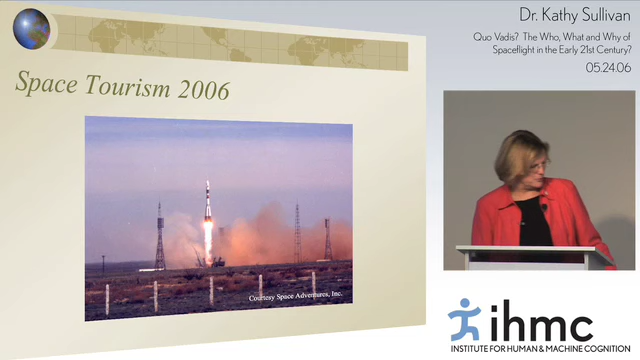 Dr. Kathy Sullivan
Quo Vadis? The Who, What and Why of
Spaceflight in the Early 21st Century?
05.24.06
Space Tourism 2006
Courtesy Space Adventures, Inc.
ihmc
INSTITUTE FOR HUMAN & MACHINE COGNITION